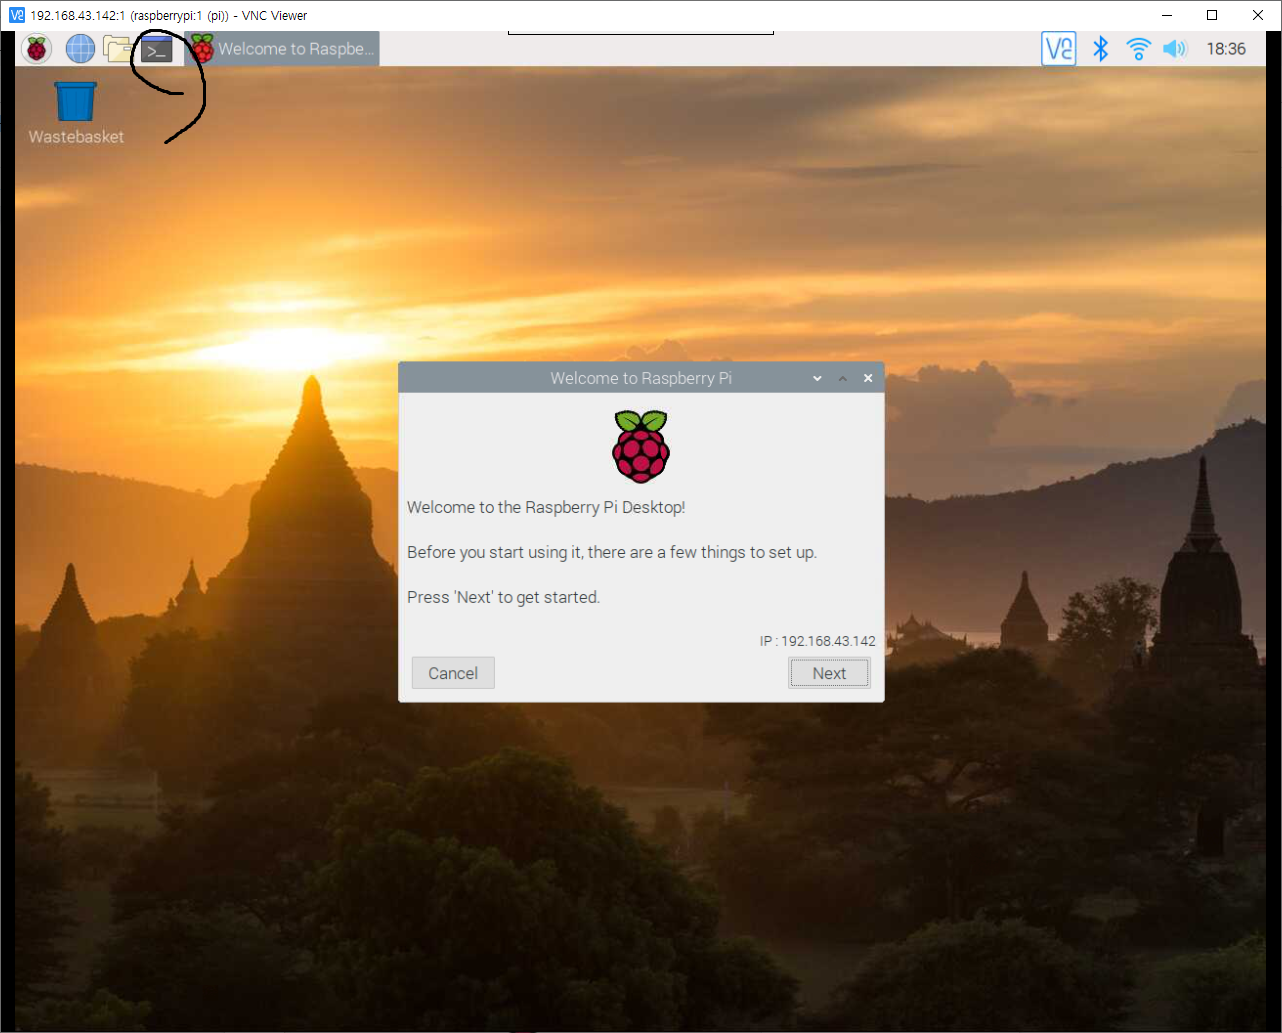 192.168.43.142:1 (raspberrypi:1 (pi)) - VNC Viewer
Welcome to Raspbe...
18:36
Wastebasket
Welcome to Raspberry Pi
Welcome to the Raspberry Pi Desktop!
Before you start using it, there are a few things to set up.
Press 'Next' to get started.
IP : 192.168.43.142
Cancel
Next